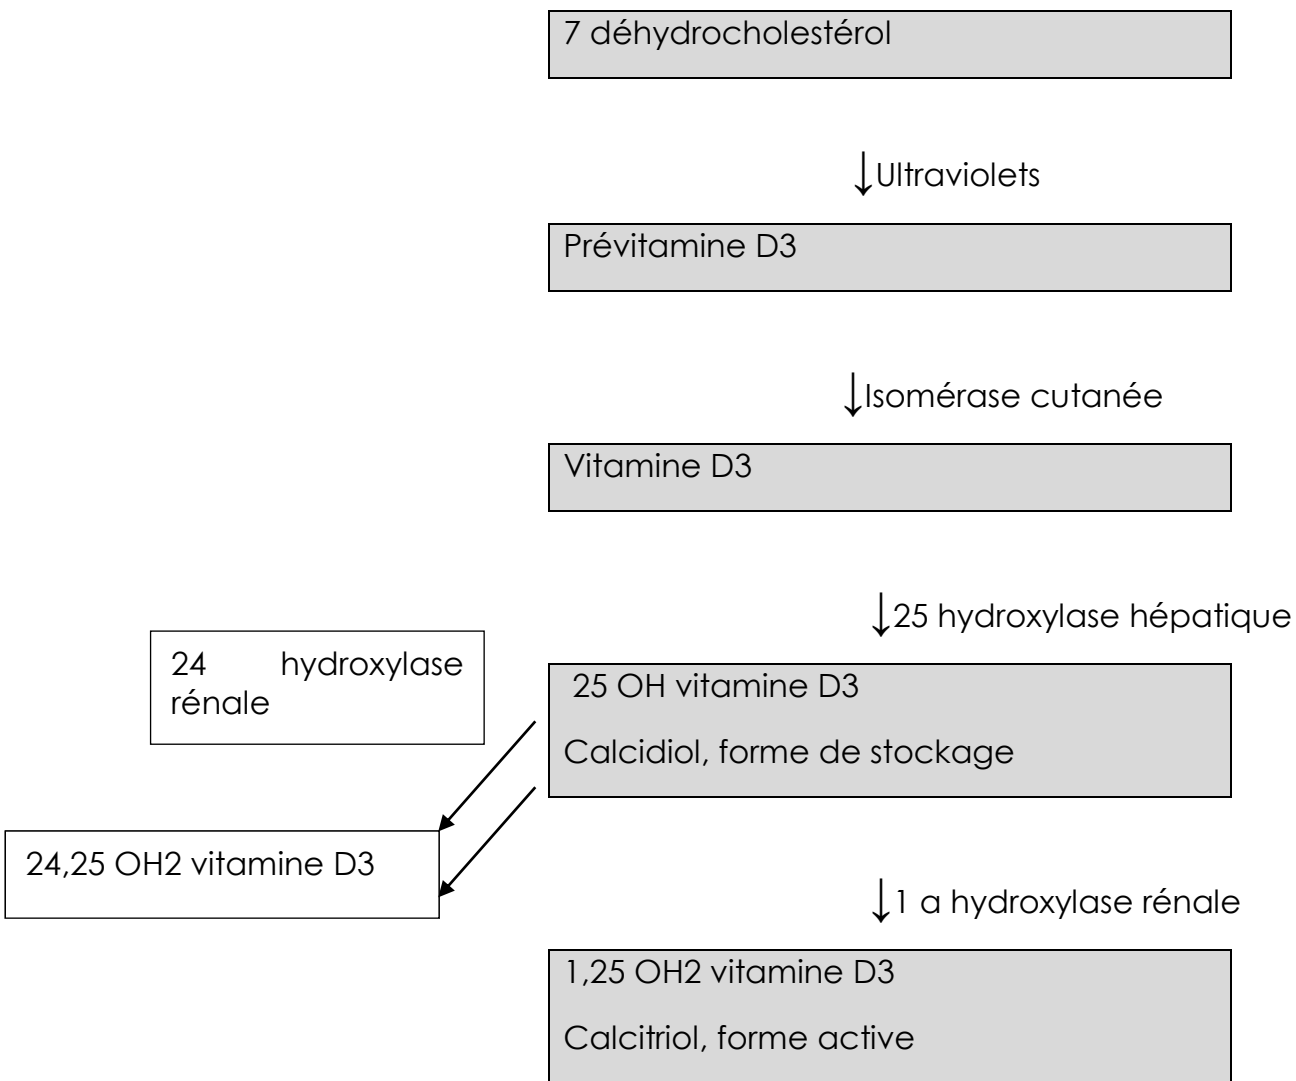 7 déhydrocholestérol
↓Ultraviolets
Prévitamine D3
↓Isomérase cutanée
Vitamine D3
↓25 hydroxylase hépatique
24 hydroxylase
rénale
25 OH vitamine D3
Calcidiol, forme de stockage
24,25 OH2 vitamine D3
↓1 a hydroxylase rénale
1,25 OH2 vitamine D3
Calcitriol, forme active